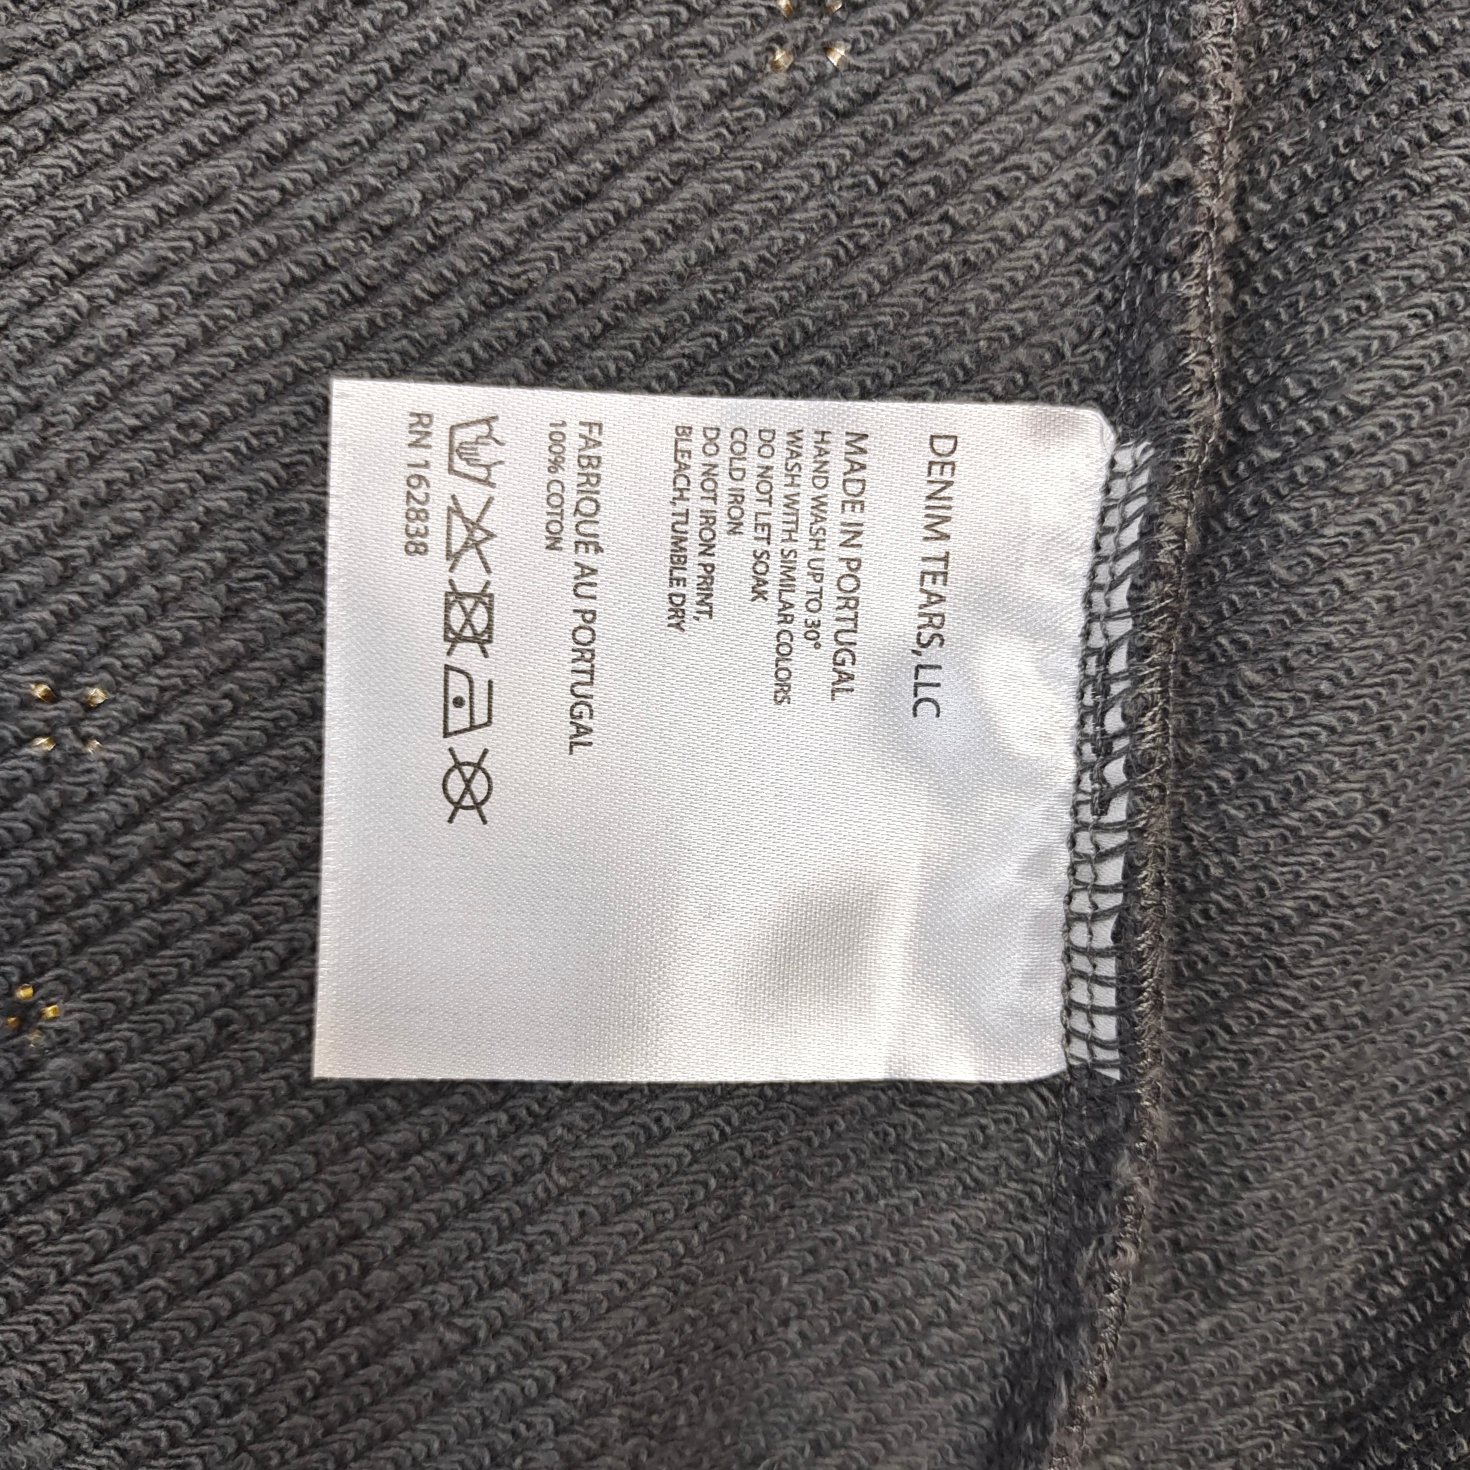 DENIM TEARS, LLC
MADE IN PORTUGAL
HAND WASH UP TO 30°
WASH WITH SIMILAR COLORS
DO NOT LET SOAK
COLD IRON
DO NOT IRON PRINT,
BLEACH, TUMBLE DRY
FABRIQUÉ AU PORTUGAL
100% COTON
RN 162838